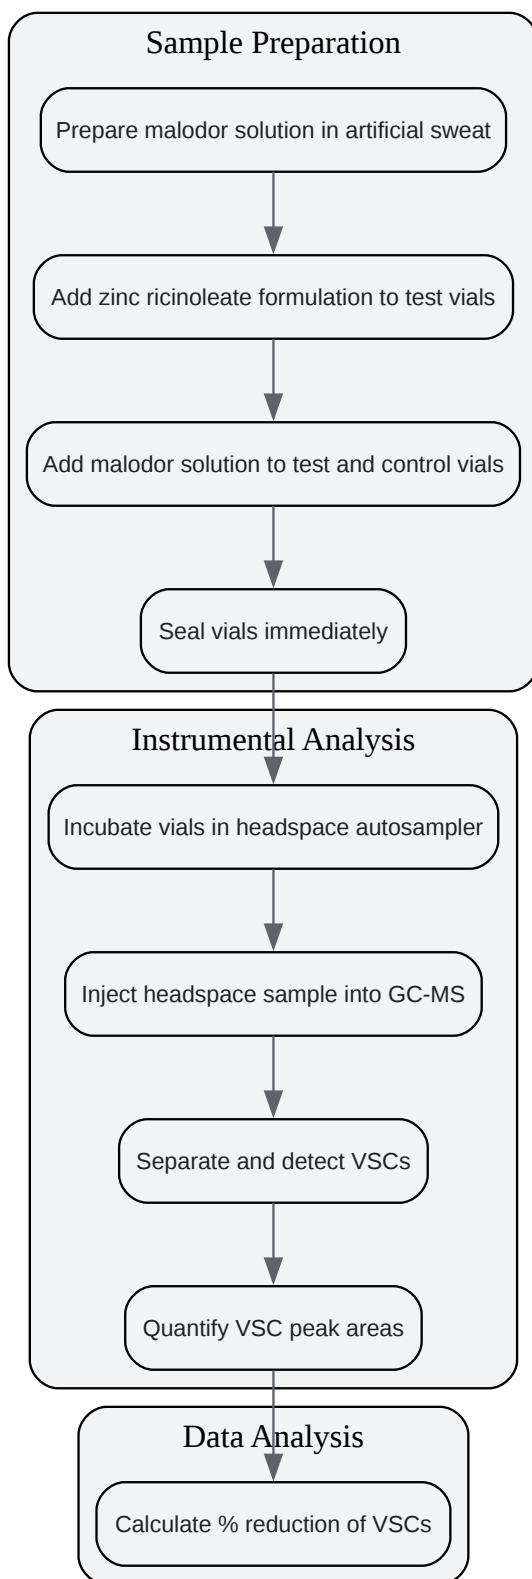 Sample Preparation
Prepare malodor solution in artificial sweat
Add zinc ricinoleate formulation to test vials
Add malodor solution to test and control vials
Seal vials immediately
Instrumental Analysis
Incubate vials in headspace autosampler
Inject headspace sample into GC-MS
Separate and detect VSCs
Quantify VSC peak areas
Data Analysis
Calculate % reduction of VSCs